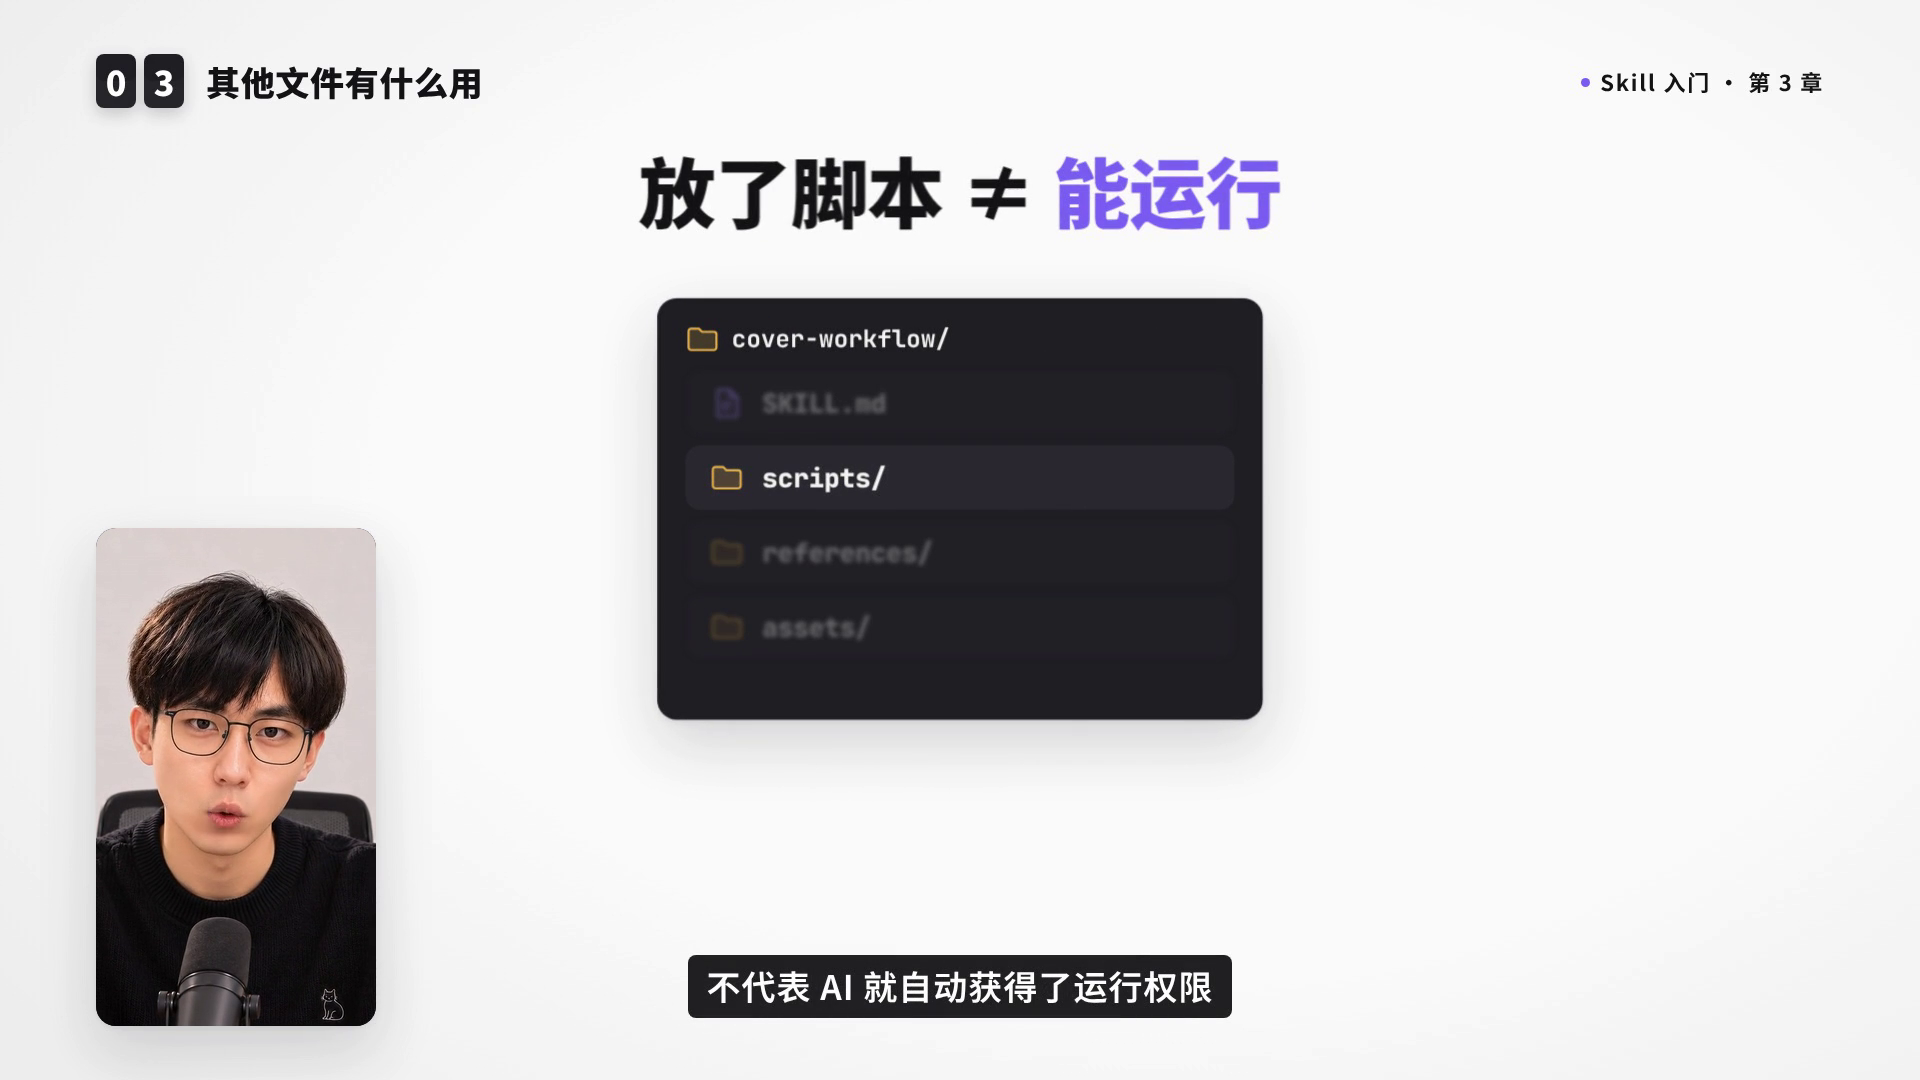 03 其他文件有什么用
Skill 入门 · 第 3 章
放了脚本 ≠ 能运行
cover-workflow/
SKILL.md
scripts/
references/
assets/
不代表 AI 就自动获得了运行权限